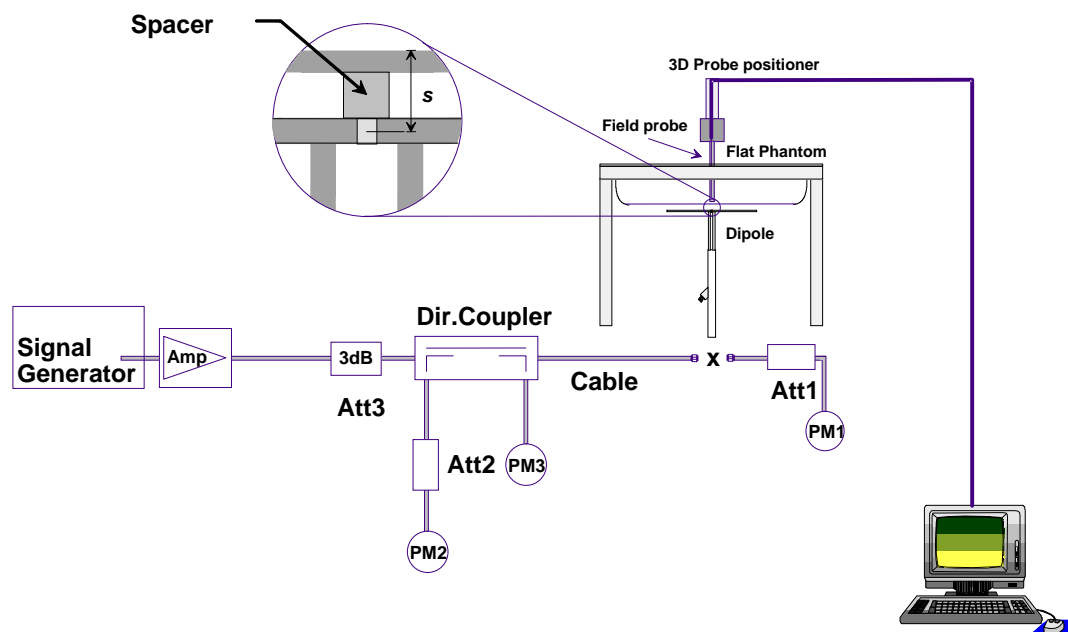 Spacer
s
3D Probe positioner
Field probe
Flat Phantom
Dipole
Dir.Coupler
Signal
Generator
Amp
3dB
Att3
Cable
X
Att1
PM1
Att2
PM3
PM2